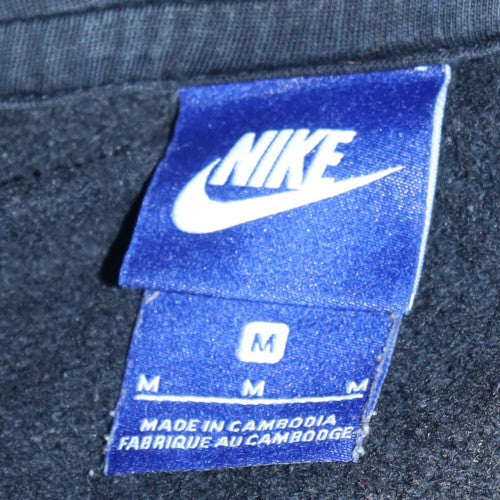 NIKE
M
M M M
MADE IN CAMBODIA
FABRIQUE AU CAMBODGE